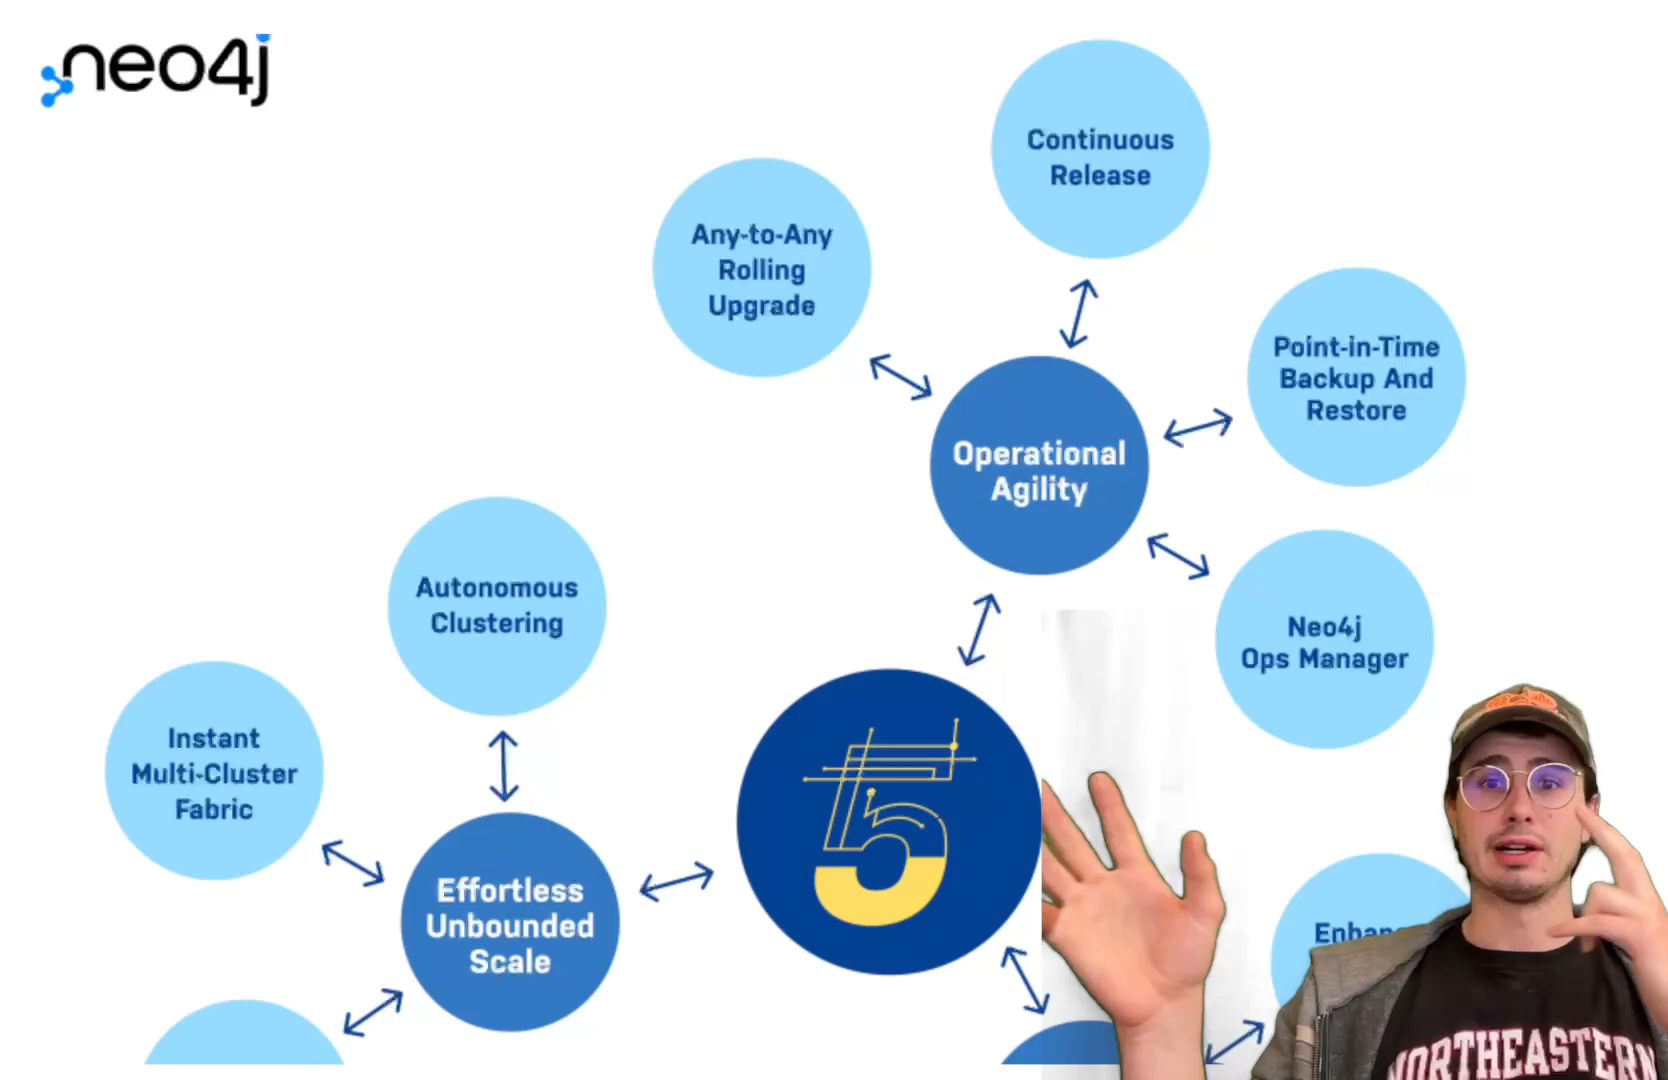 neo4j
Continuous
Release
Any-to-Any
Rolling
Upgrade
Point-in-Time
Backup And
Restore
Operational
Agility
Autonomous
Clustering
Neo4j
Ops Manager
Instant
Multi-Cluster
Fabric
5
Effortless
Unbounded
Scale
NORTHEASTERN